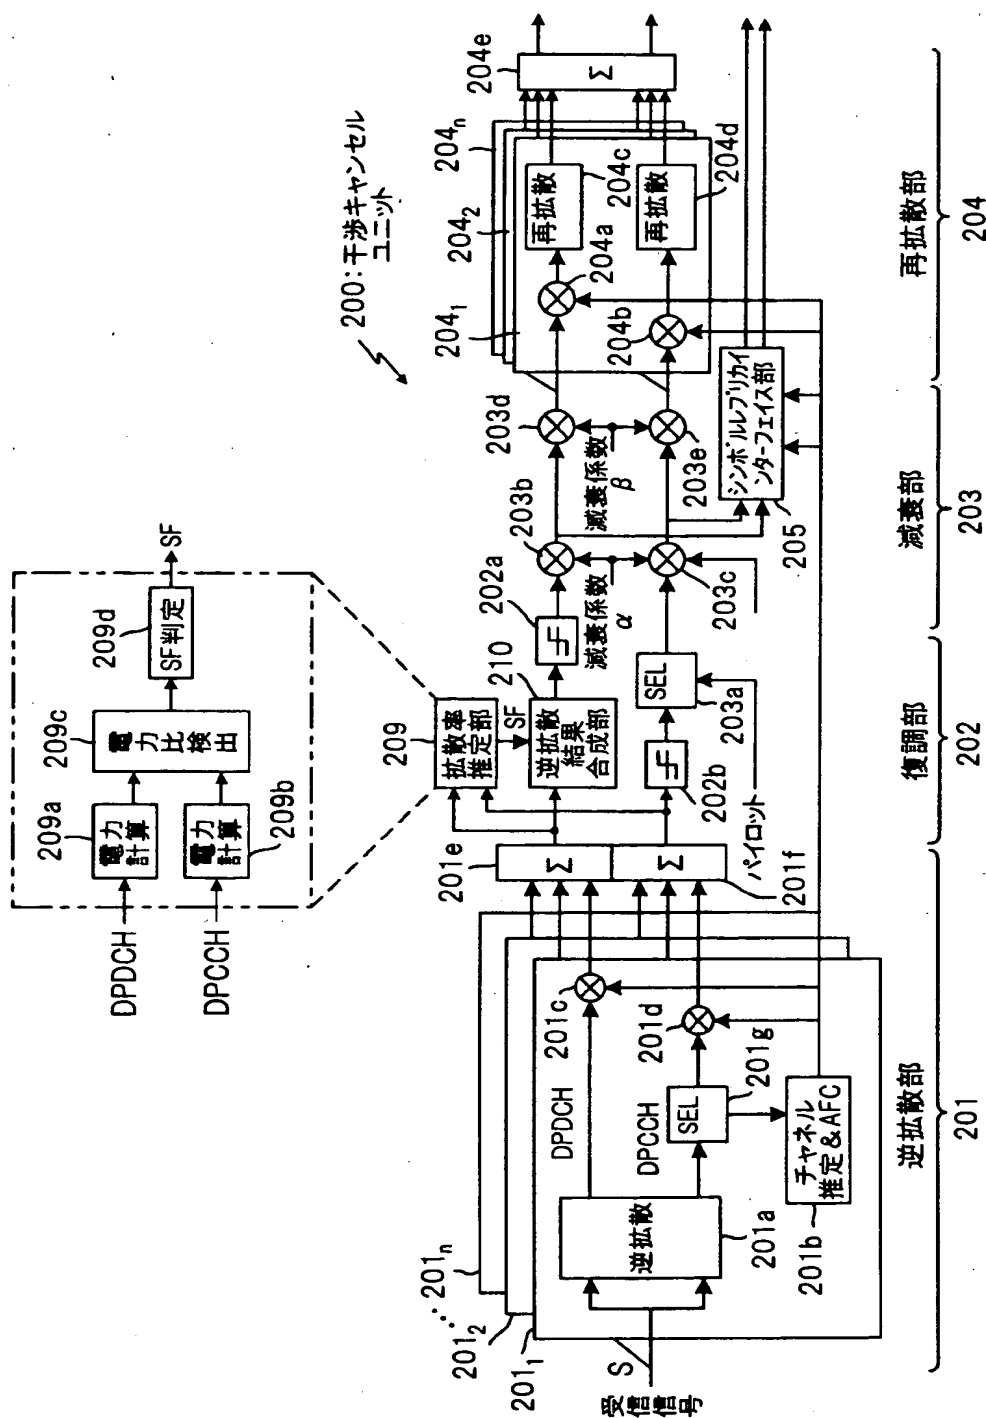 200:干渉キャンセル
ユニット
DPDCH
DPCCH
209a
電力
計算
電力
計算
209b
209c
電力比検出
209d
SF判定
SF
受信信号
S
201₁
201₂
...
201ₙ
逆拡散
201a
DPDCH
DPCCH
SEL
201g
201c
201d
チャネル
推定&AFC
201b
201e
Σ
Σ
201f
拡散率
推定部
209
SF
逆拡散
結果
合成部
210
202a
202b
パイロット
SEL
203a
203b
減衰係数
α
203c
203d
減衰係数
β
203e
シンボルレプリカイ
ンターフェイス部
205
204₁
204₂
204ₙ
204a
204b
再拡散
204c
再拡散
204d
Σ
204e
逆拡散部
201
復調部
202
減衰部
203
再拡散部
204